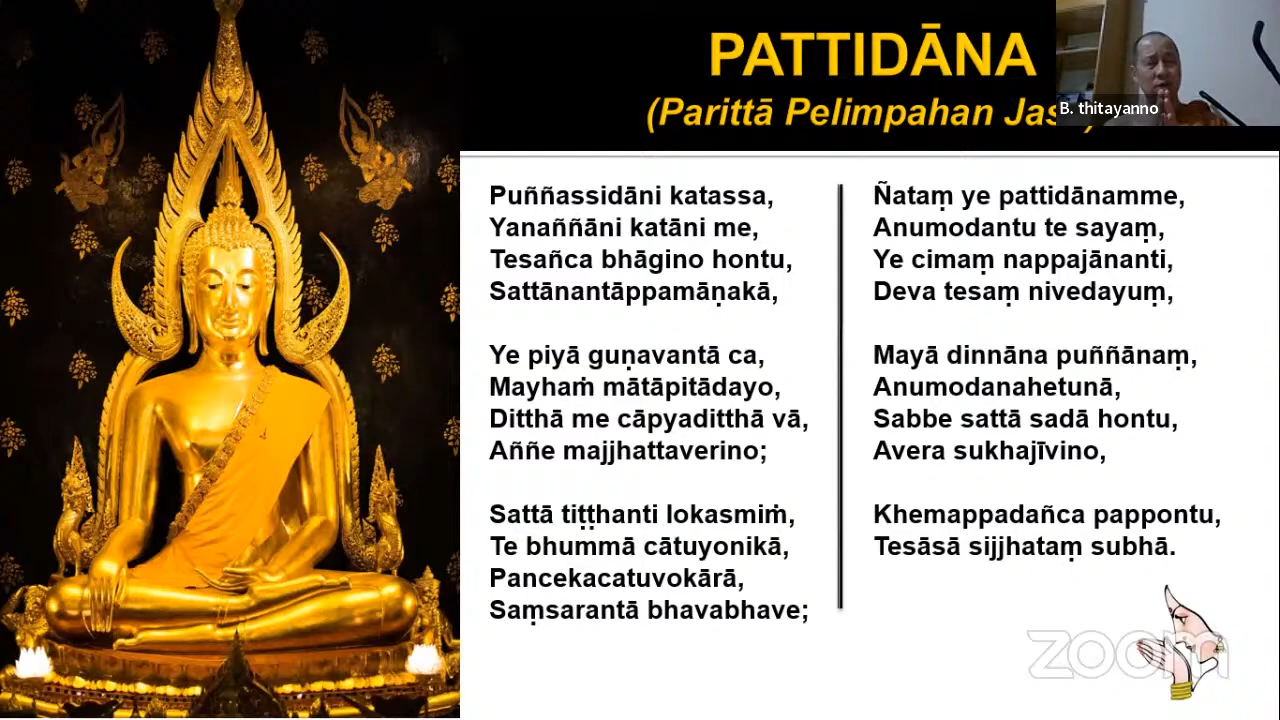 PATTIDĀNA
(Parittā Pelimpahan Jas
B. thitayanno
Puññassidāni katassa,
Yanaññāni katāni me,
Tesañca bhāgino hontu,
Sattānantāppamāṇakā,
Ye piyā guṇavantā ca,
Mayhaṁ mātāpitādayo,
Ditthā me cāpyaditthā vā,
Aññe majjhattaverino;
Sattā tiṭṭhanti lokasmiṁ,
Te bhummā cātuyonikā,
Pancekacatuvokārā,
Saṃsarantā bhavabhave;
Ñataṃ ye pattidānamme,
Anumodantu te sayaṃ,
Ye cimaṃ nappajānanti,
Deva tesaṃ nivedayuṃ,
Mayā dinnāna puññānaṃ,
Anumodanahetunā,
Sabbe sattā sadā hontu,
Avera sukhajīvino,
Khemappadañca pappontu,
Tesāsā sijjhataṃ subhā.
zoom